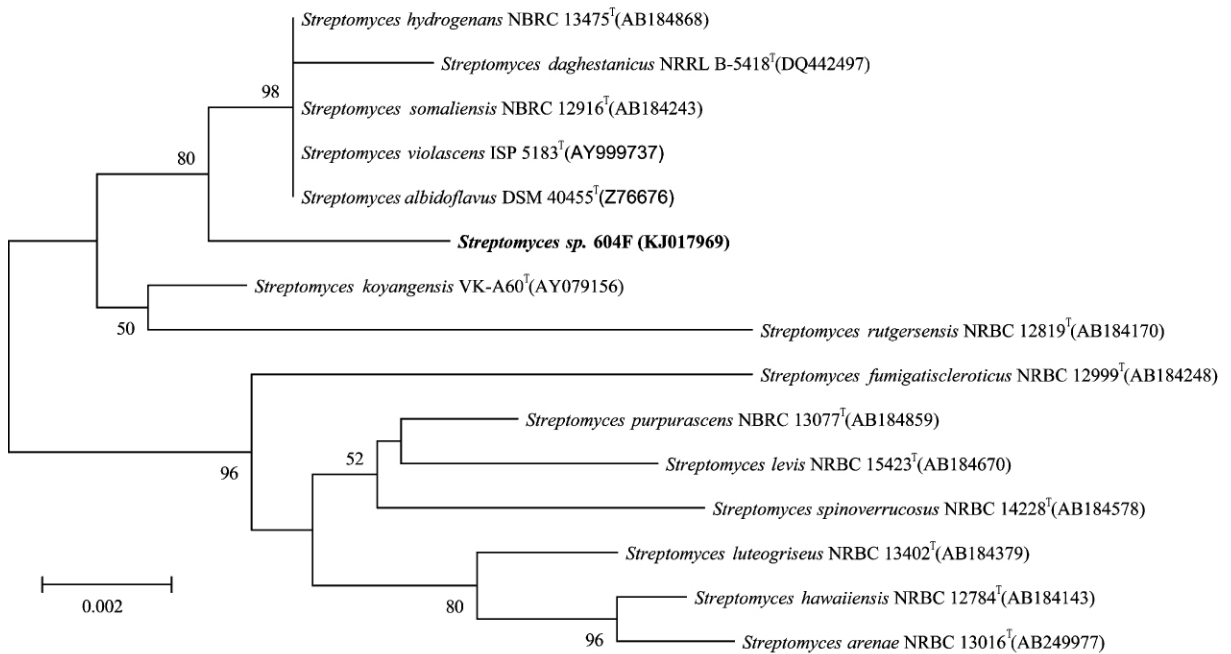 Streptomyces hydrogenans NBRC 13475T(AB184868)
Streptomyces daghestanicus NRRL B-5418T(DQ442497)
98
Streptomyces somaliensis NBRC 12916T(AB184243)
80
Streptomyces violascens ISP 5183T(AY999737)
Streptomyces albidoflavus DSM 40455T(Z76676)
Streptomyces sp. 604F (KJ017969)
Streptomyces koyangensis VK-A60T(AY079156)
50
Streptomyces rutgersensis NRBC 12819T(AB184170)
Streptomyces fumigatiscleroticus NRBC 12999T(AB184248)
Streptomyces purpurascens NBRC 13077T(AB184859)
96
52
Streptomyces levis NRBC 15423T(AB184670)
Streptomyces spinoverrucosus NRBC 14228T(AB184578)
Streptomyces luteogriseus NRBC 13402T(AB184379)
0.002
80
Streptomyces hawaiiensis NRBC 12784T(AB184143)
96
Streptomyces arenae NRBC 13016T(AB249977)